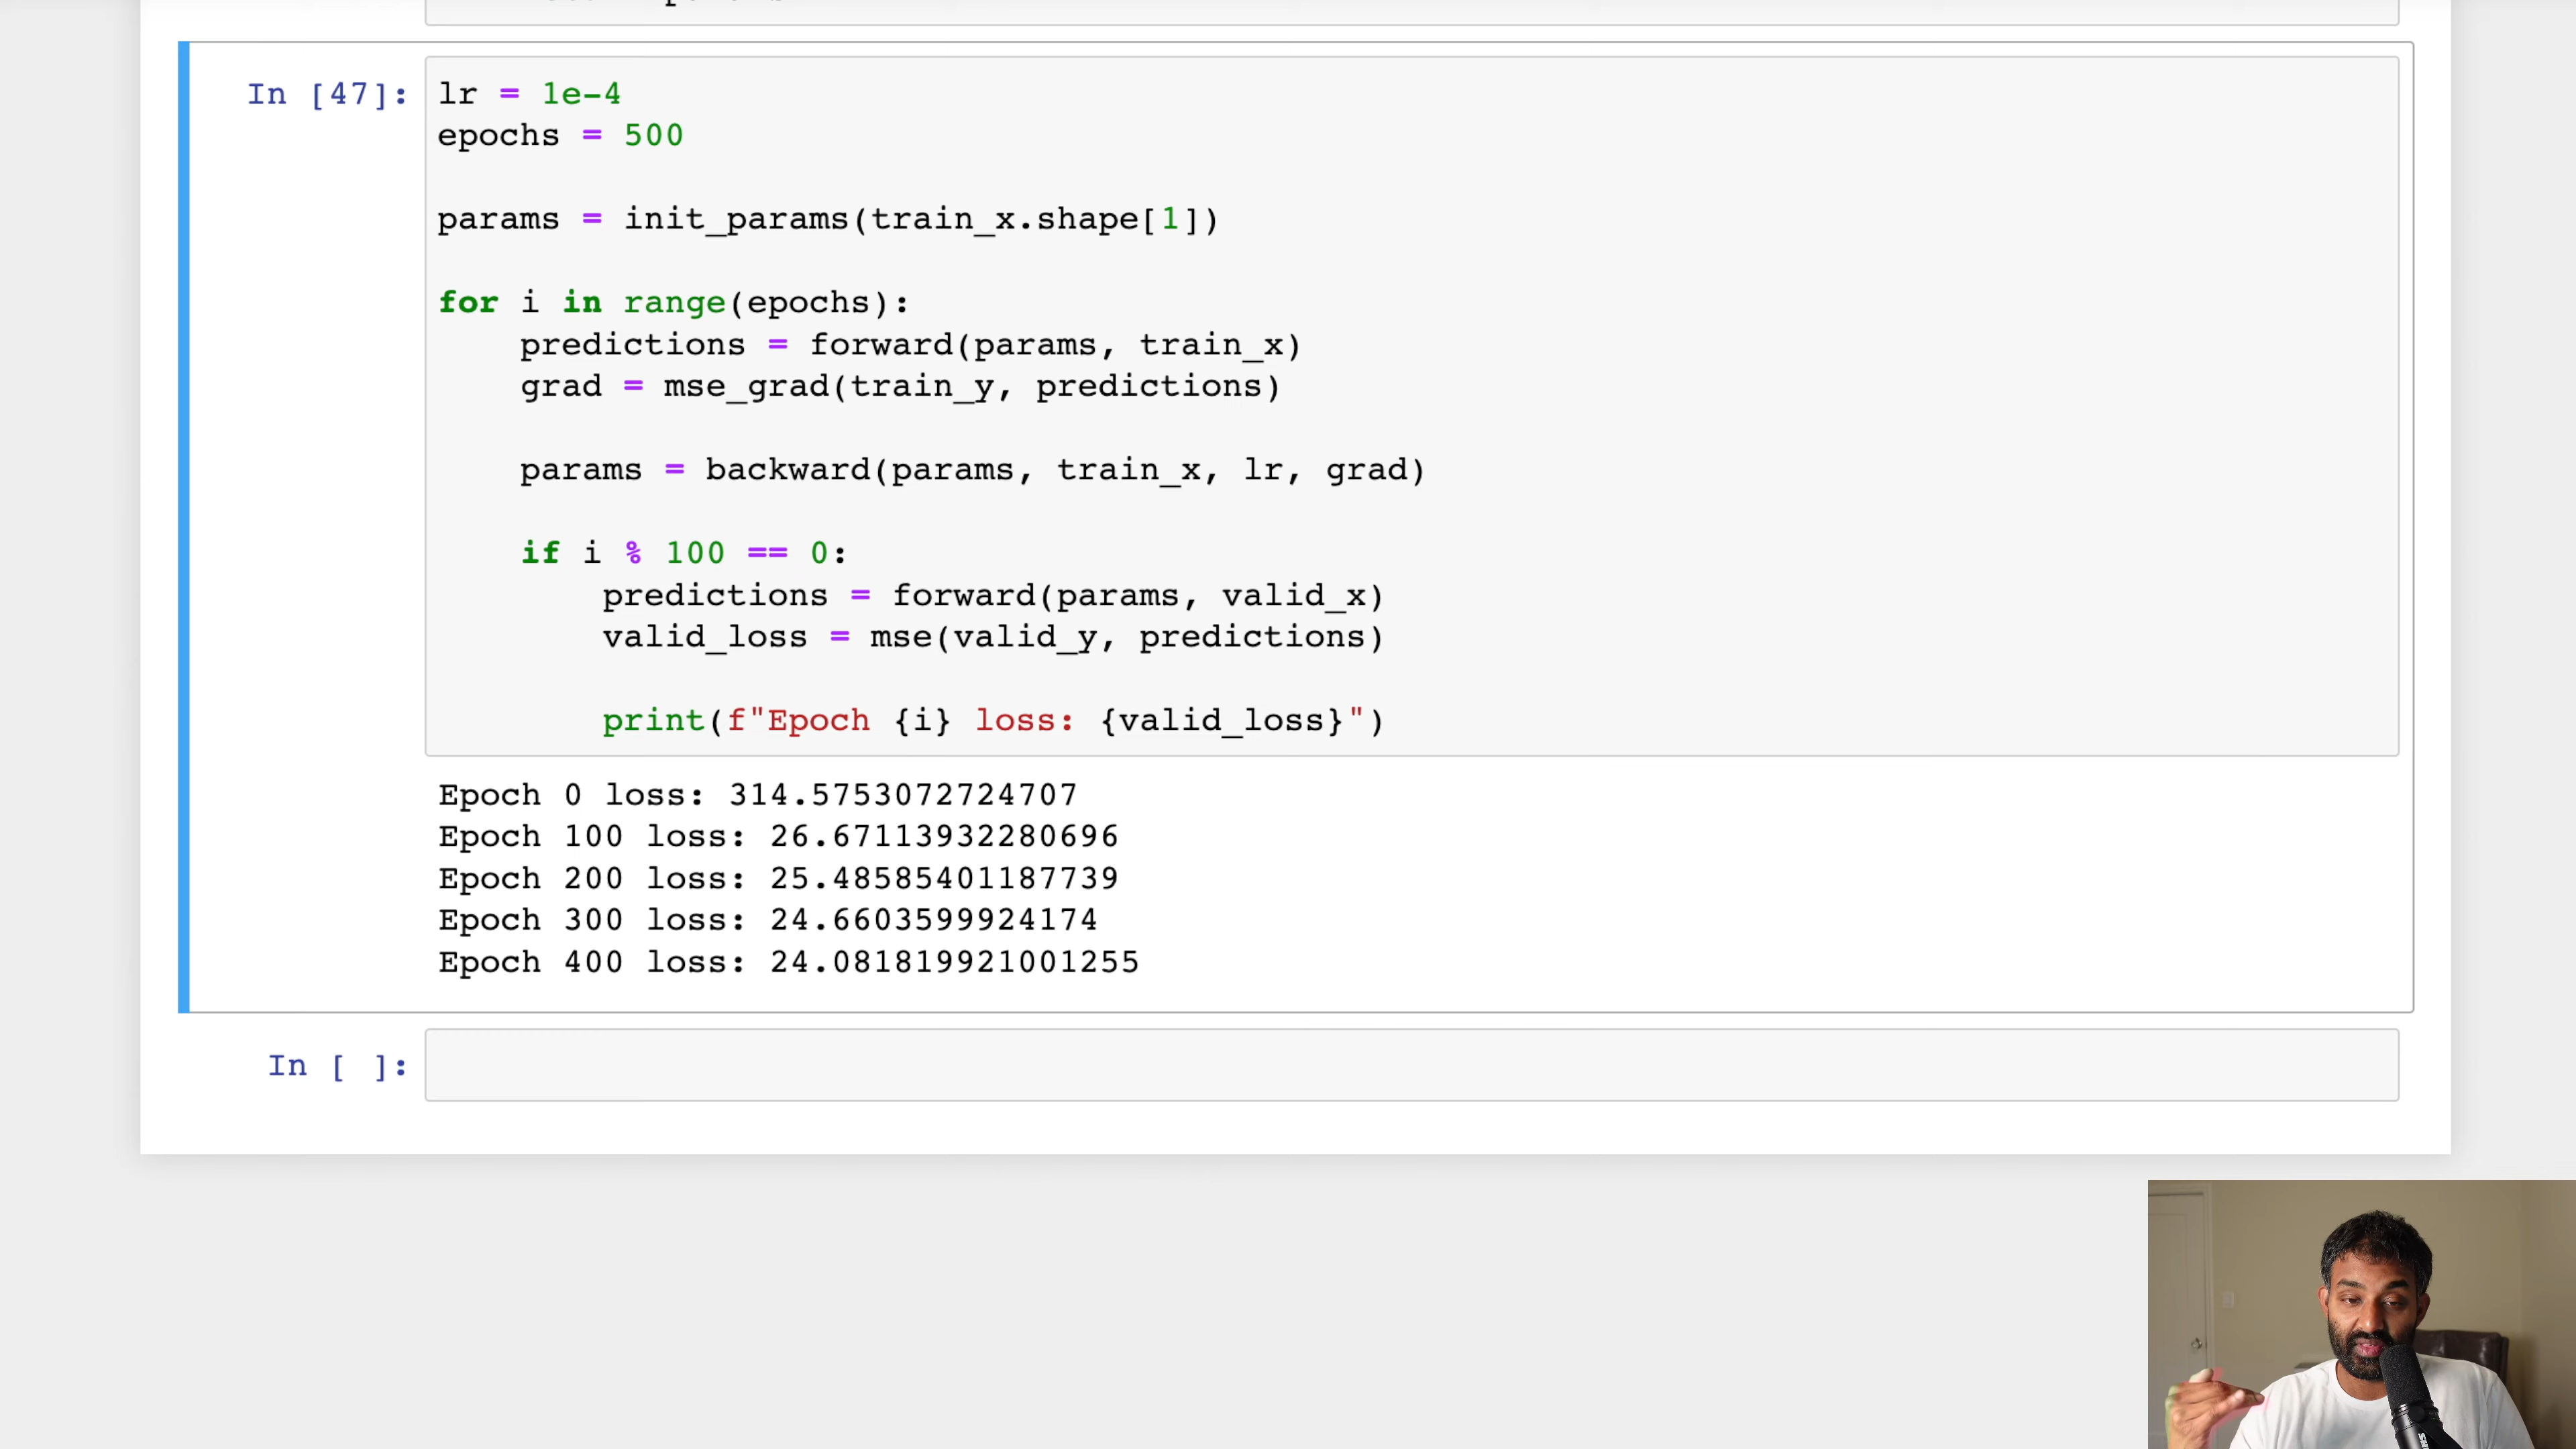 In [47]:
lr = 1e-4
epochs = 500
params = init_params(train_x.shape[1])
for i in range(epochs):
    predictions = forward(params, train_x)
    grad = mse_grad(train_y, predictions)
    params = backward(params, train_x, lr, grad)
    if i % 100 == 0:
        predictions = forward(params, valid_x)
        valid_loss = mse(valid_y, predictions)
        print(f"Epoch {i} loss: {valid_loss}")
Epoch 0 loss: 314.5753072724707
Epoch 100 loss: 26.67113932280696
Epoch 200 loss: 25.48585401187739
Epoch 300 loss: 24.6603599924174
Epoch 400 loss: 24.081819921001255
In [ ]: